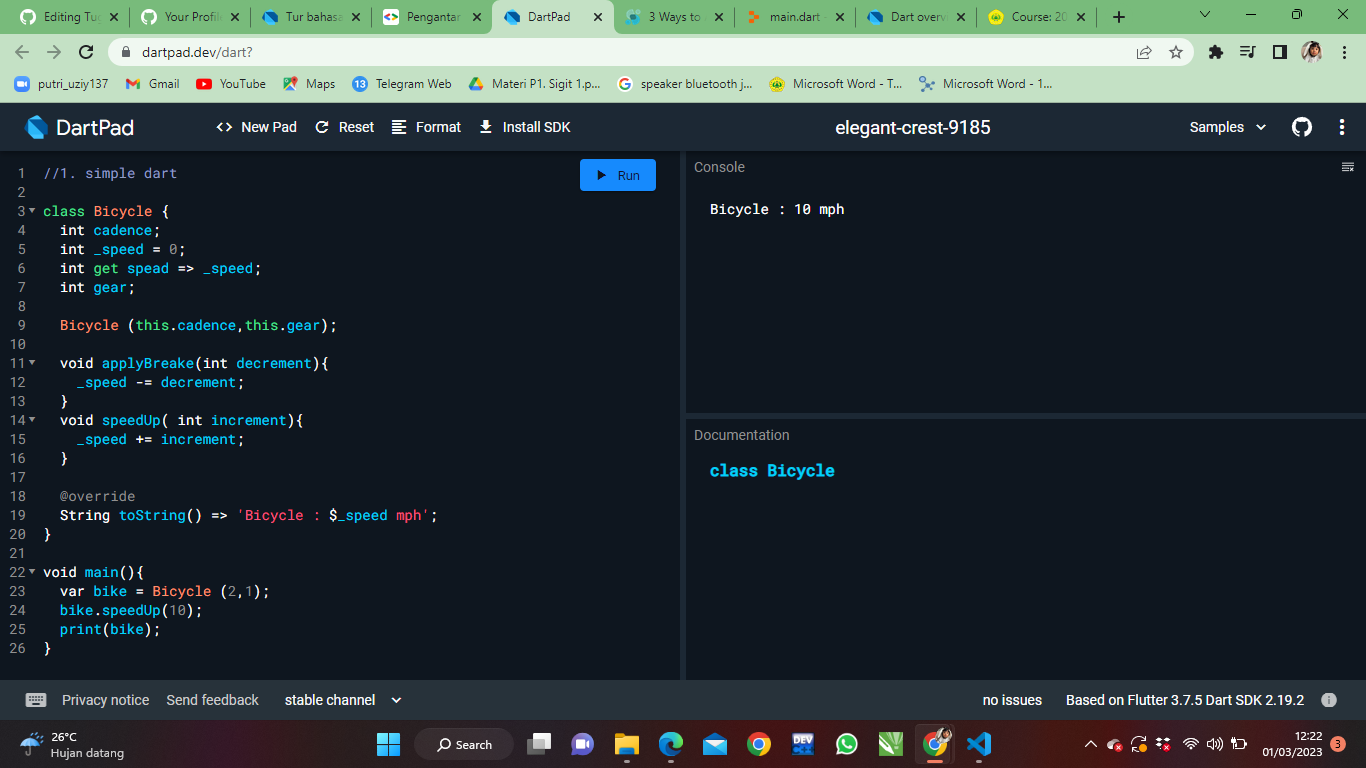 Editing Tug
Your Profile
Tur bahasa
Pengantar
DartPad
3 Ways to
main.dart
Dart overvi
Course: 20
dartpad.dev/dart?
putri_uziy137
Gmail
YouTube
Maps
13 Telegram Web
Materi P1. Sigit 1.p...
speaker bluetooth j...
Microsoft Word - T...
Microsoft Word - 1...
DartPad
<> New Pad
Reset
Format
Install SDK
elegant-crest-9185
Samples
Run
1 //1. simple dart
2
3 class Bicycle {
4 int cadence;
5 int _speed = 0;
6 int get spead => _speed;
7 int gear;
8
9 Bicycle (this.cadence,this.gear);
10
11 void applyBreake(int decrement){
12 _speed -= decrement;
13 }
14 void speedUp( int increment){
15 _speed += increment;
16 }
17
18 @override
19 String toString() => 'Bicycle : $_speed mph';
20 }
21
22 void main(){
23 var bike = Bicycle (2,1);
24 bike.speedUp(10);
25 print(bike);
26 }
Console
Bicycle : 10 mph
Documentation
class Bicycle
Privacy notice
Send feedback
stable channel
no issues
Based on Flutter 3.7.5 Dart SDK 2.19.2
26°C
Hujan datang
Search
DEV
12:22
01/03/2023
3